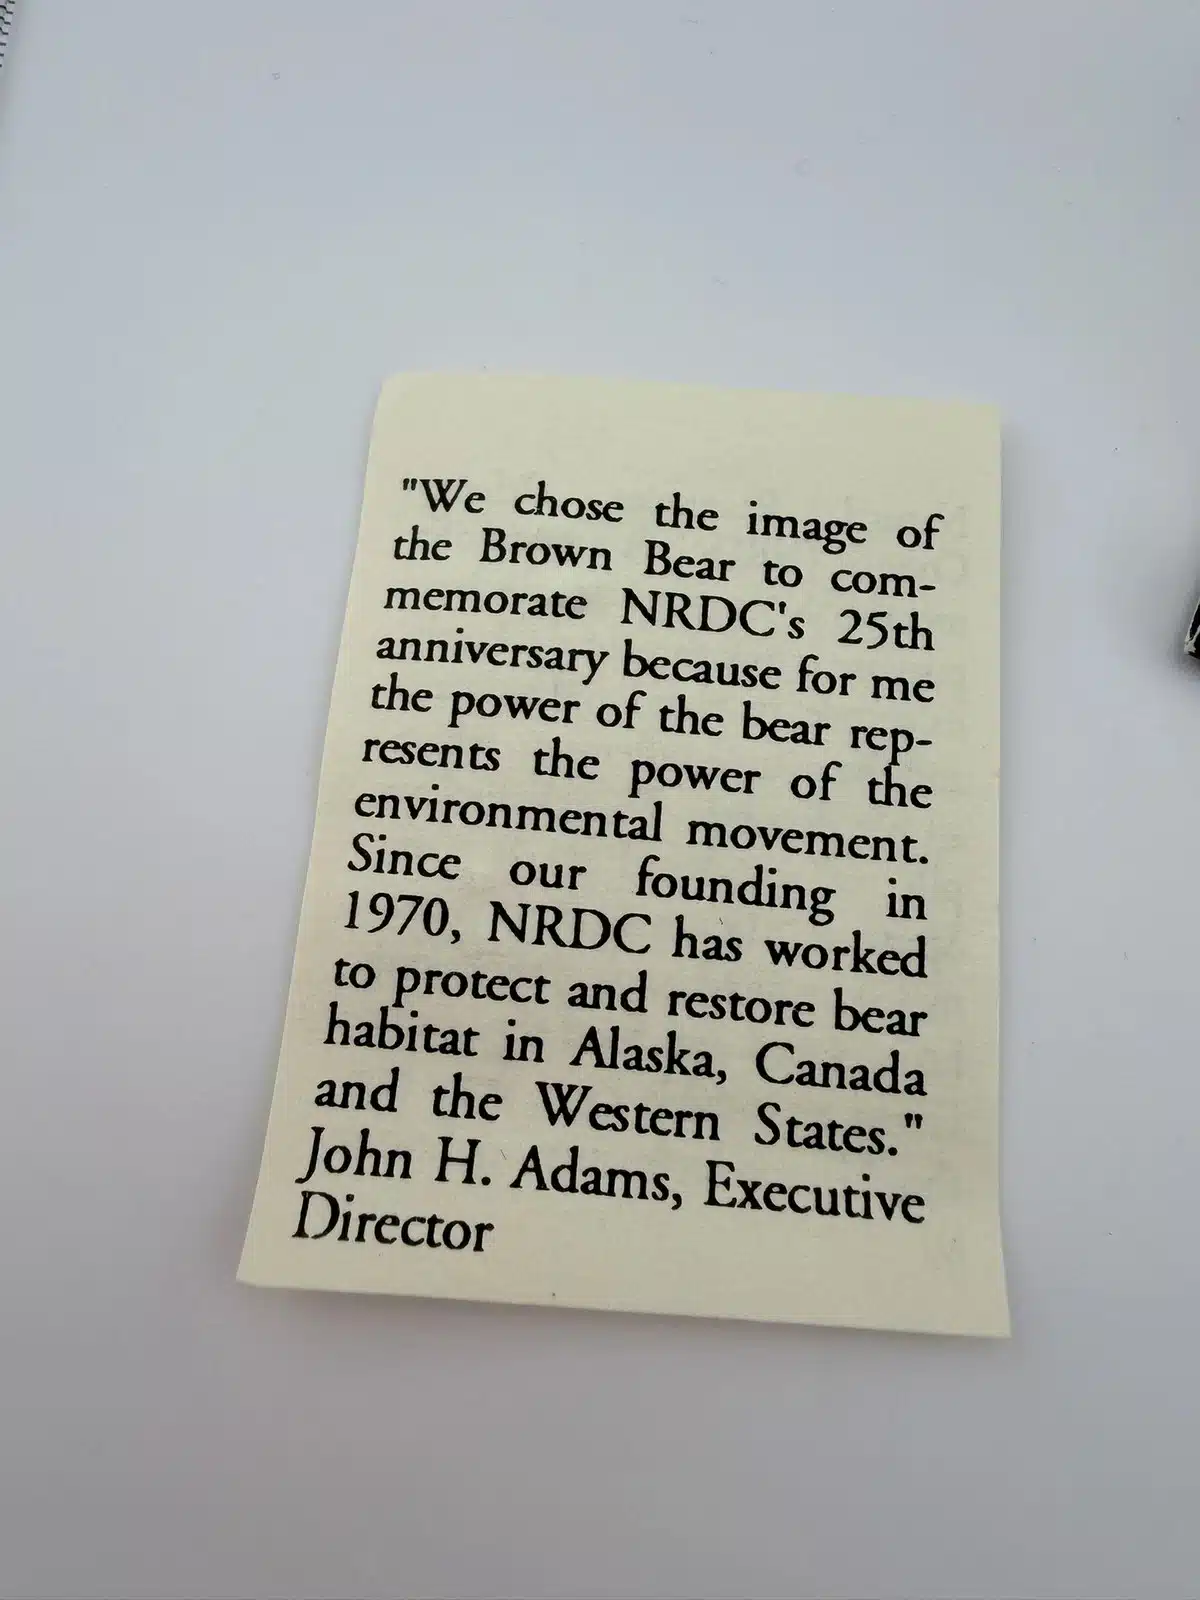 "We chose the image of
the Brown Bear to com-
memorate NRDC's 25th
anniversary because for me
the power of the bear rep-
resents the power of the
environmental movement.
Since our founding in
1970, NRDC has worked
to protect and restore bear
habitat in Alaska, Canada
and the Western States."
John H. Adams, Executive
Director